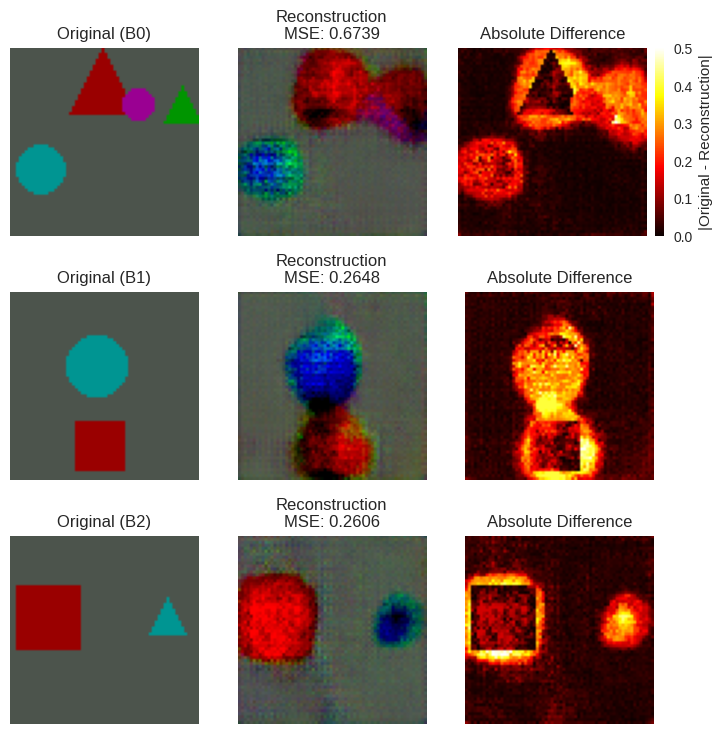 Original (B0)
Reconstruction
MSE: 0.6739
Absolute Difference
0.5
0.4
0.3
0.2
0.1
0.0
|Original - Reconstruction|
Original (B1)
Reconstruction
MSE: 0.2648
Absolute Difference
Original (B2)
Reconstruction
MSE: 0.2606
Absolute Difference